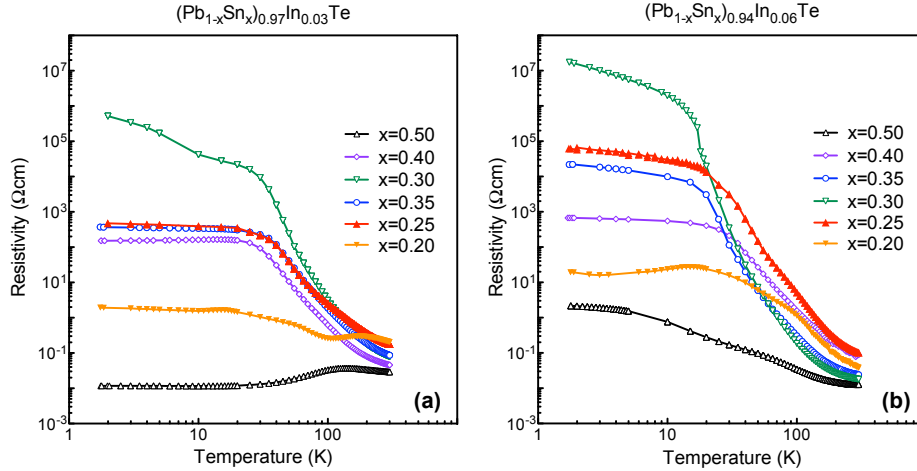 (Pb1-xSnx)0.97In0.03Te
Resistivity (Ωcm)
10^7
10^5
10^3
10^1
10^-1
10^-3
x=0.50
x=0.40
x=0.30
x=0.35
x=0.25
x=0.20
(a)
1
10
100
Temperature (K)
(Pb1-xSnx)0.94In0.06Te
Resistivity (Ωcm)
10^7
10^5
10^3
10^1
10^-1
10^-3
x=0.50
x=0.40
x=0.35
x=0.30
x=0.25
x=0.20
(b)
1
10
100
Temperature (K)